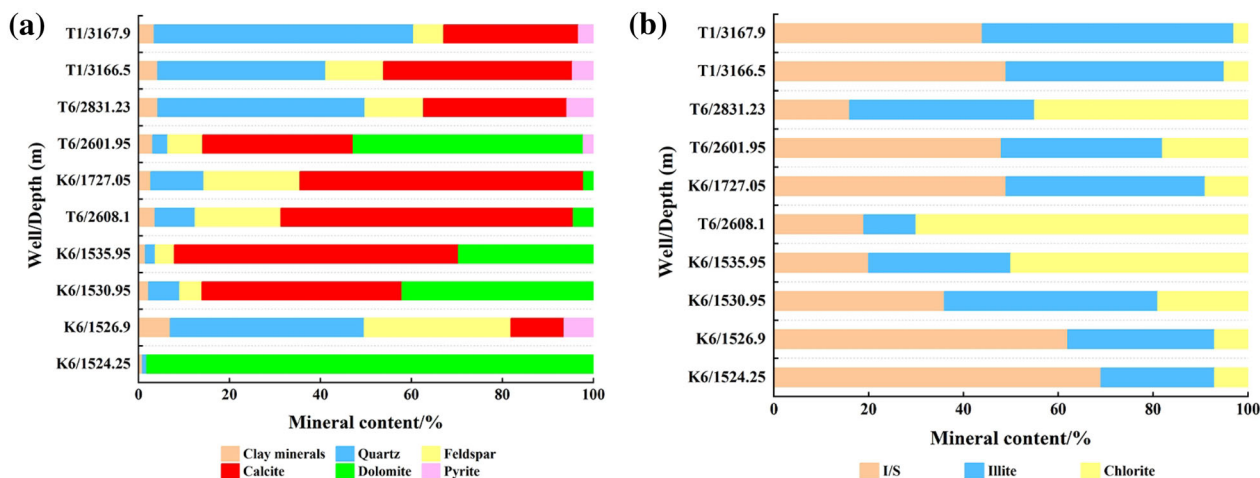 (a)
Well/Depth (m)
T1/3167.9
T1/3166.5
T6/2831.23
T6/2601.95
K6/1727.05
T6/2608.1
K6/1535.95
K6/1530.95
K6/1526.9
K6/1524.25
0 20 40 60 80 100
Mineral content/%
Clay minerals Quartz Feldspar
Calcite Dolomite Pyrite
(b)
Well/Depth (m)
T1/3167.9
T1/3166.5
T6/2831.23
T6/2601.95
K6/1727.05
T6/2608.1
K6/1535.95
K6/1530.95
K6/1526.9
K6/1524.25
0 20 40 60 80 100
Mineral content/%
I/S Illite Chlorite